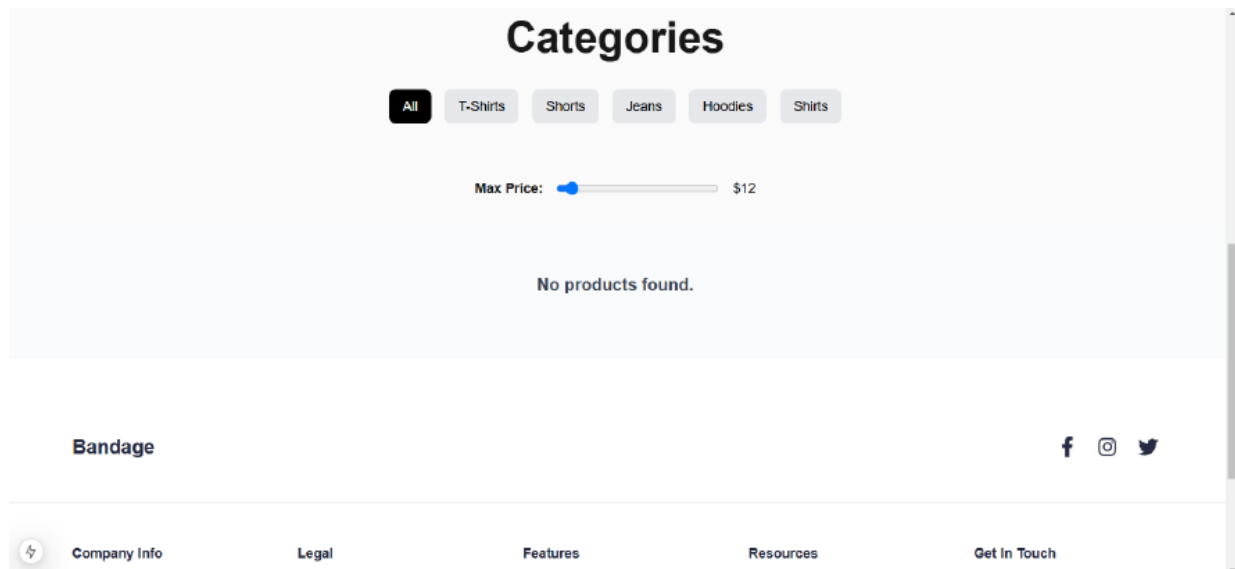 Categories
All T-Shirts Shorts Jeans Hoodies Shirts
Max Price: $12
No products found.
Bandage
Company Info Legal Features Resources Get In Touch